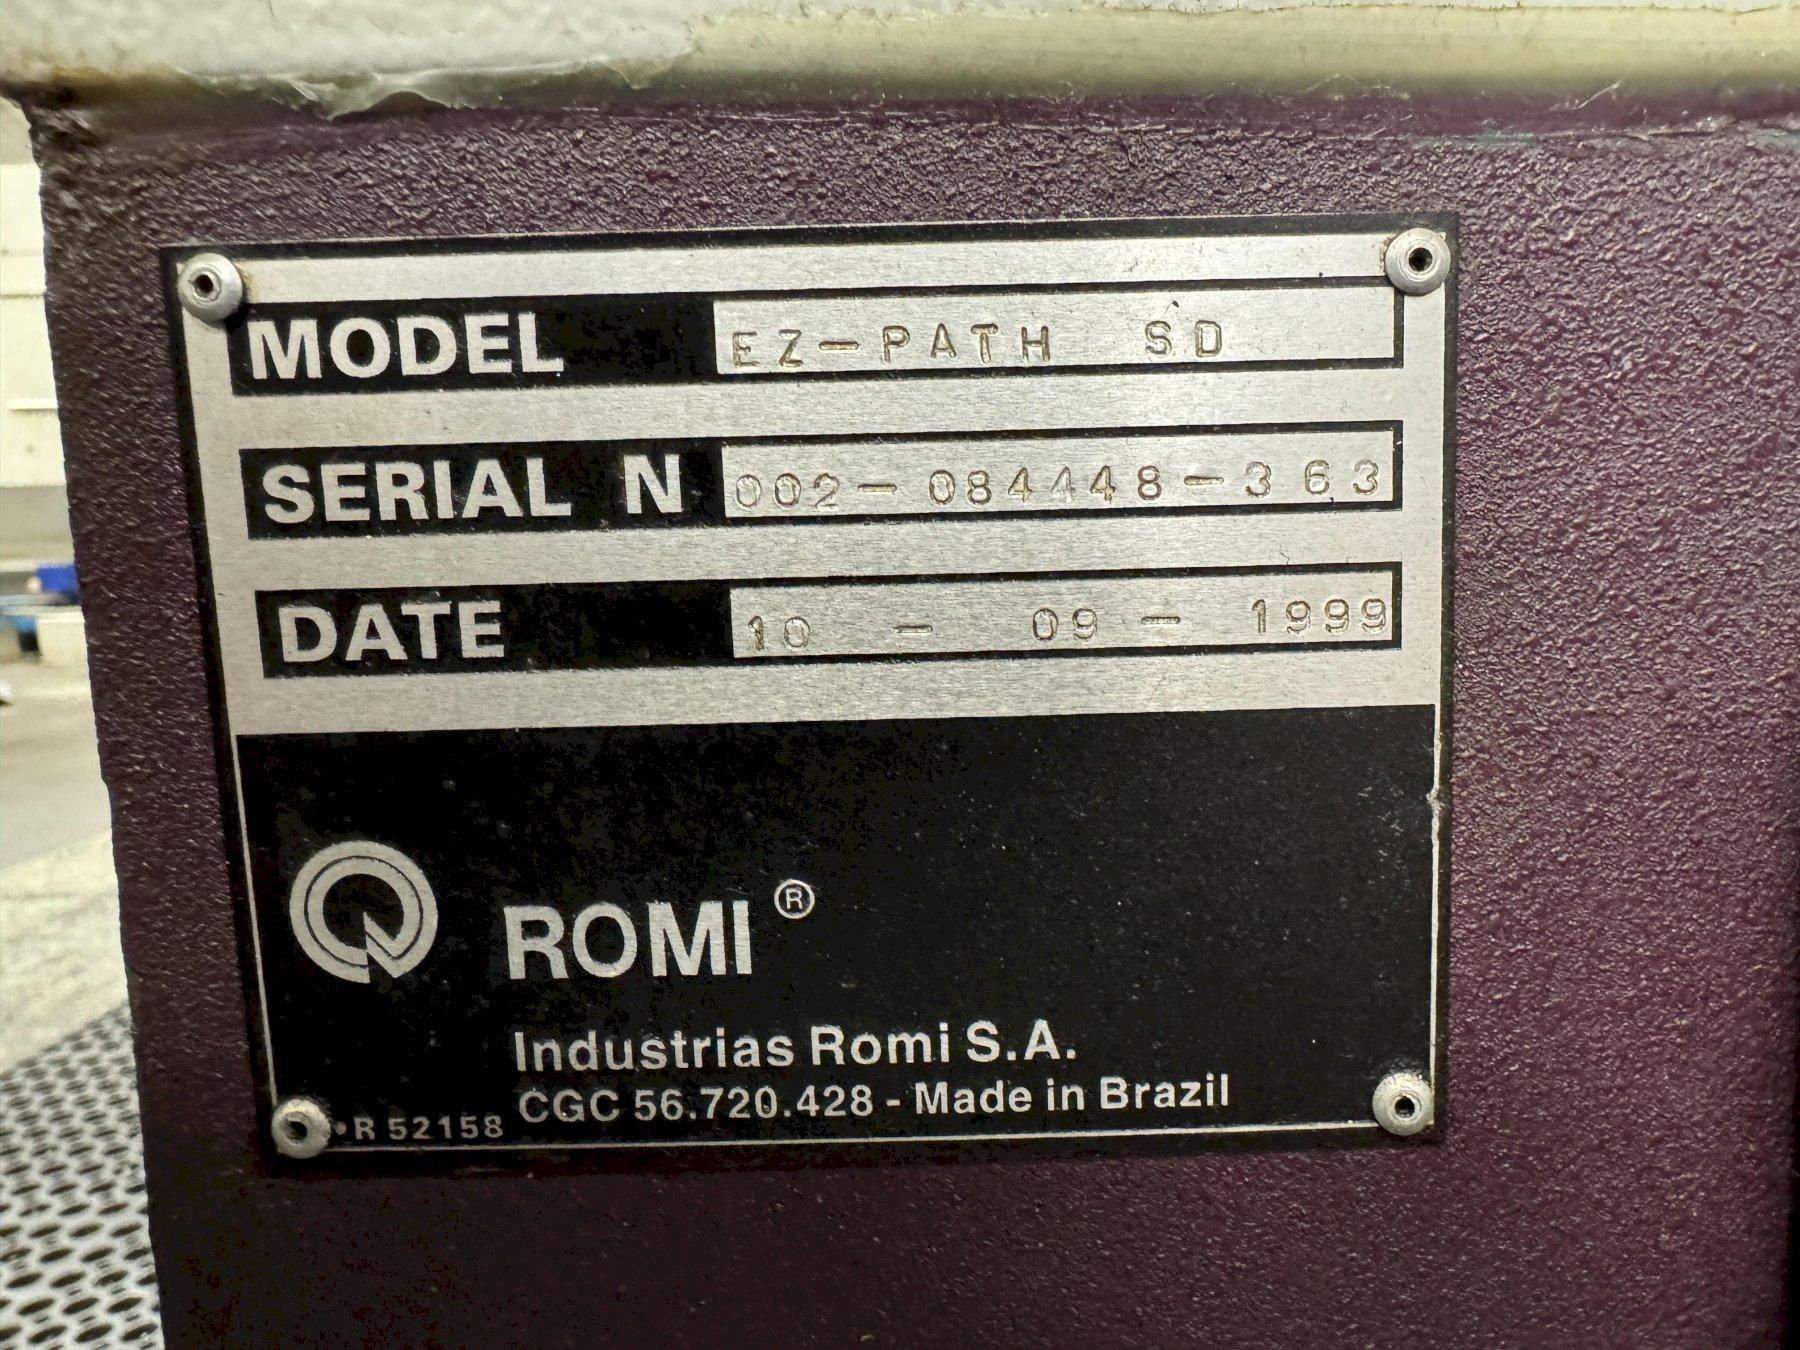 MODEL EZ-PATH SD
SERIAL N 002-084448-363
DATE 10 - 09 - 1999
ROMI ®
Industrias Romi S.A.
CGC 56.720.428 - Made in Brazil
R 52158